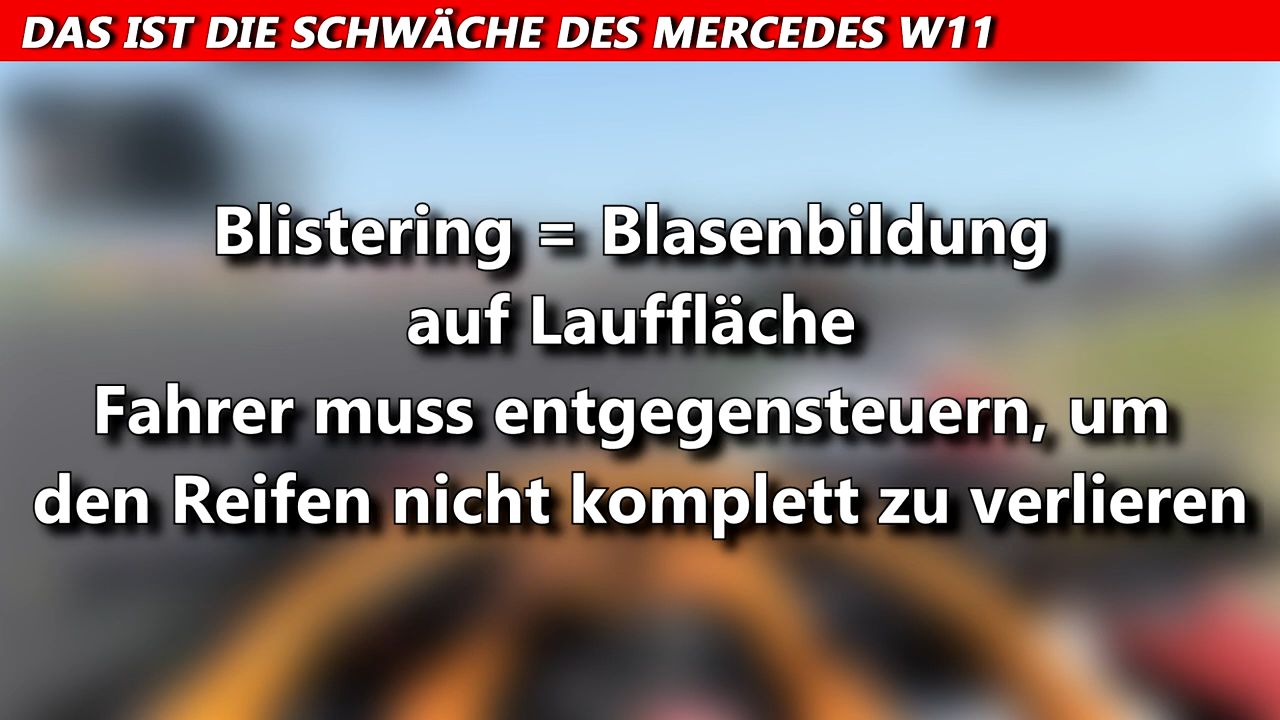 DAS IST DIE SCHWÄCHE DES MERCEDES W11
Blistering = Blasenbildung
auf Lauffläche
Fahrer muss entgegensteuern, um
den Reifen nicht komplett zu verlieren